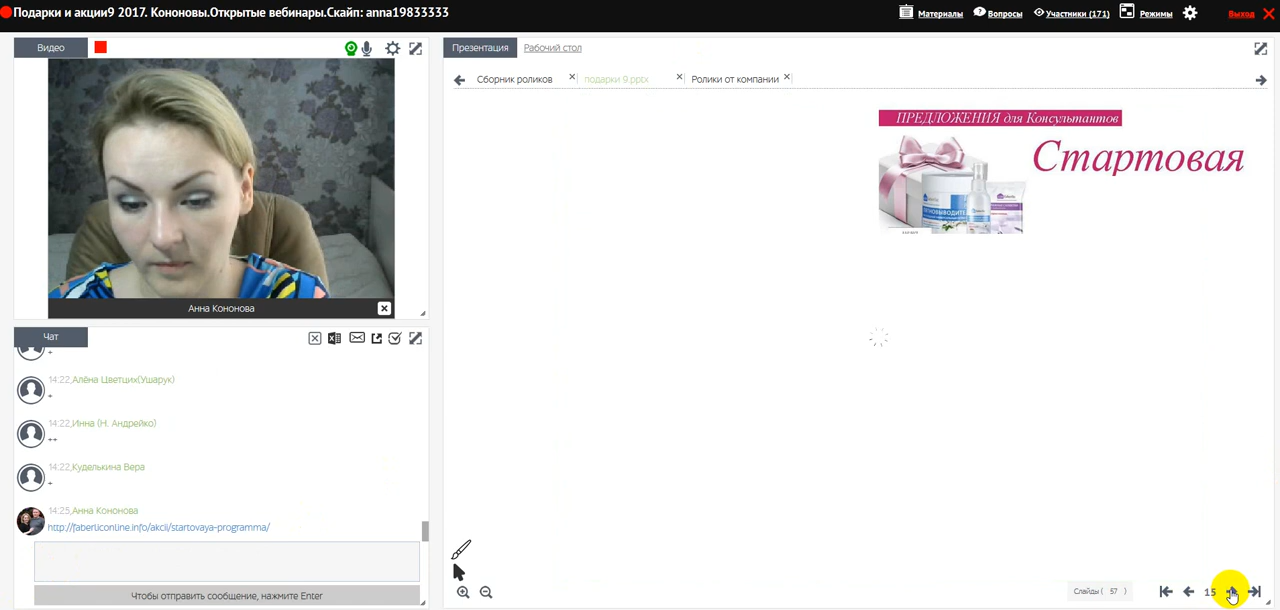 Подарки и акции9 2017. Кононовы.Открытые вебинары.Скайп: anna19833333
Материалы
Вопросы
Участники (171)
Режимы
Выход
Видео
Анна Кононова
Чат
+
14:22,Алёна Цветцих(Ушарук)
+
14:22,Инна (Н. Андрейко)
++
14:22,Куделькина Вера
+
14:25,Анна Кононова
http://faberliconline.info/akcii/startovaya-programma/
Чтобы отправить сообщение, нажмите Enter
Презентация
Рабочий стол
Сборник роликов
подарки 9.pptx
Ролики от компании
ПРЕДЛОЖЕНИЯ для Консультантов
Стартовая
Слайды ( 57 )
15